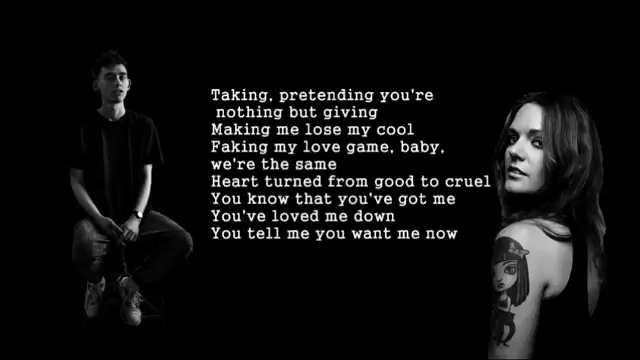 Taking, pretending you're
nothing but giving
Making me lose my cool
Faking my love game, baby,
we're the same
Heart turned from good to cruel
You know that you've got me
You've loved me down
You tell me you want me now